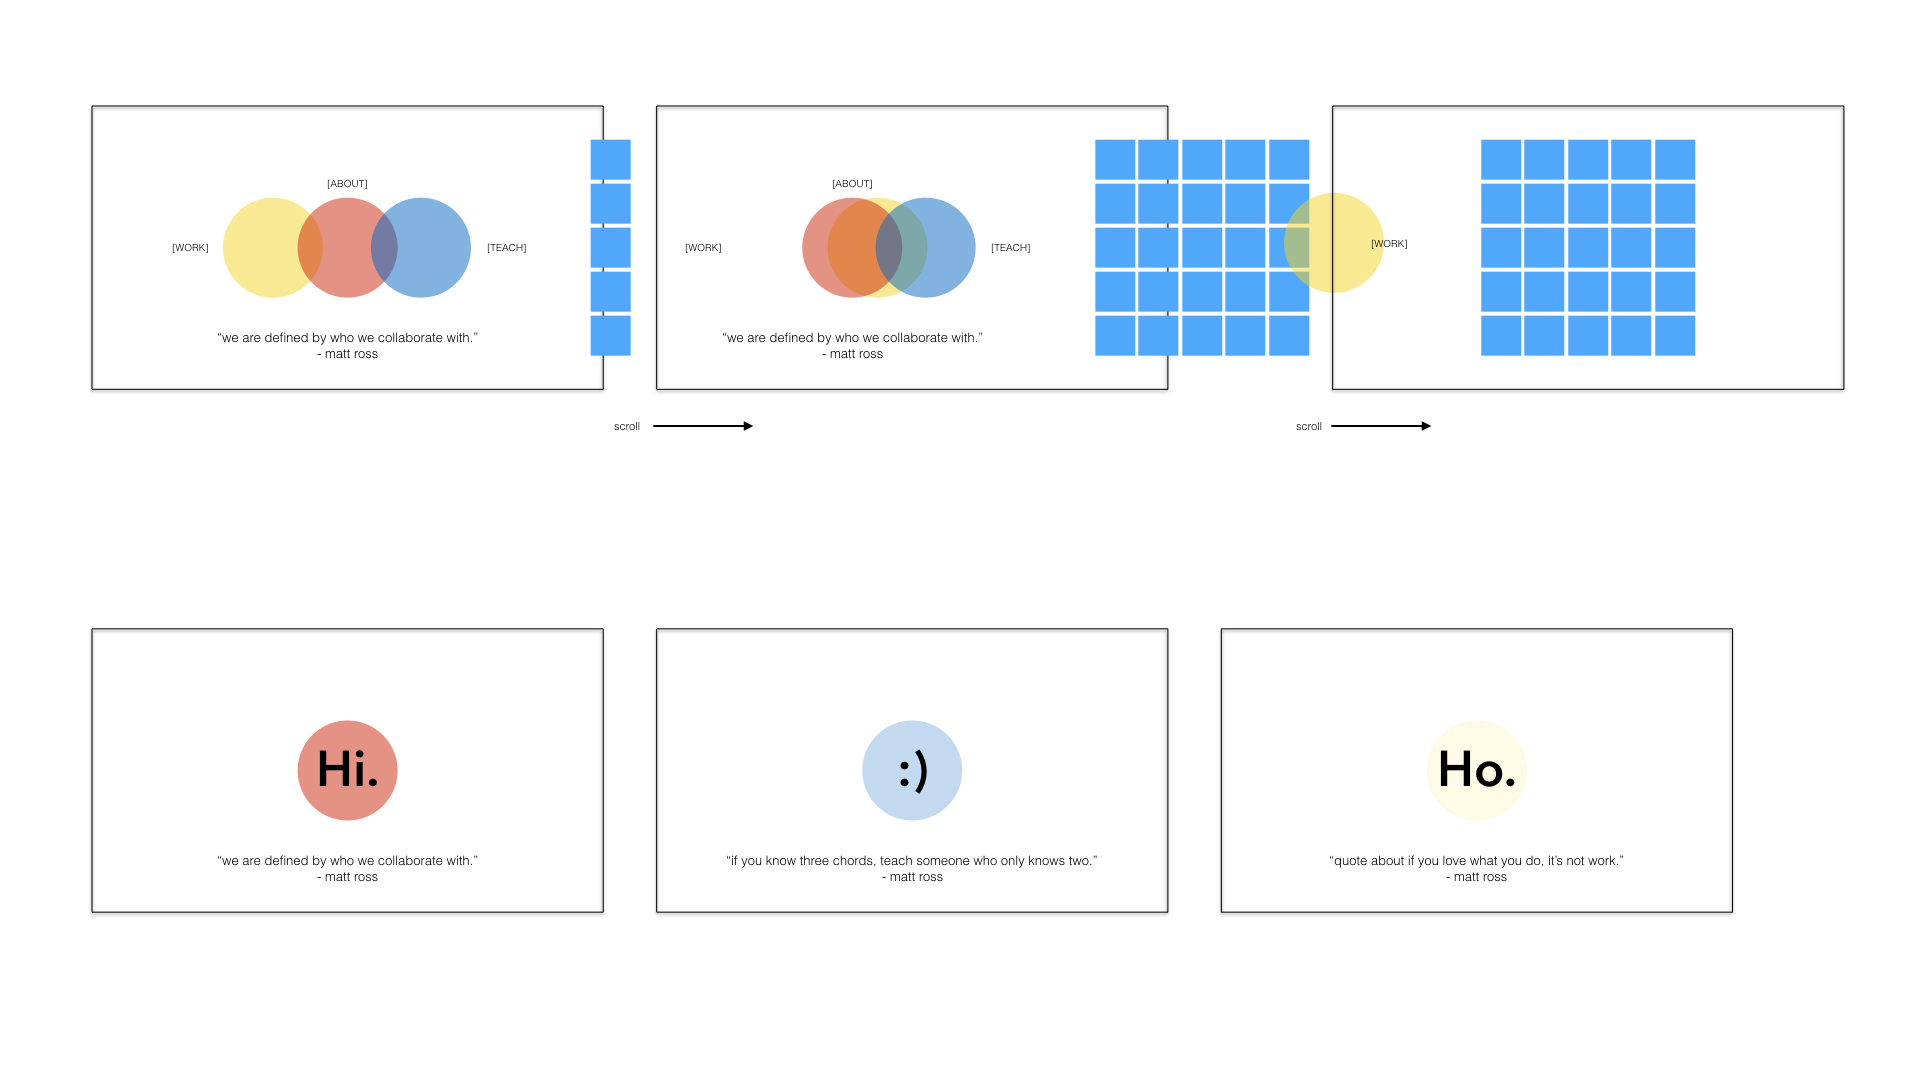 [ABOUT]
[WORK]
[TEACH]
“we are defined by who we collaborate with.”
- matt ross
[ABOUT]
[WORK]
[TEACH]
“we are defined by who we collaborate with.”
- matt ross
[WORK]
scroll
scroll
Hi.
“we are defined by who we collaborate with.”
- matt ross
:)
“if you know three chords, teach someone who only knows two.”
- matt ross
Ho.
“quote about if you love what you do, it’s not work.”
- matt ross